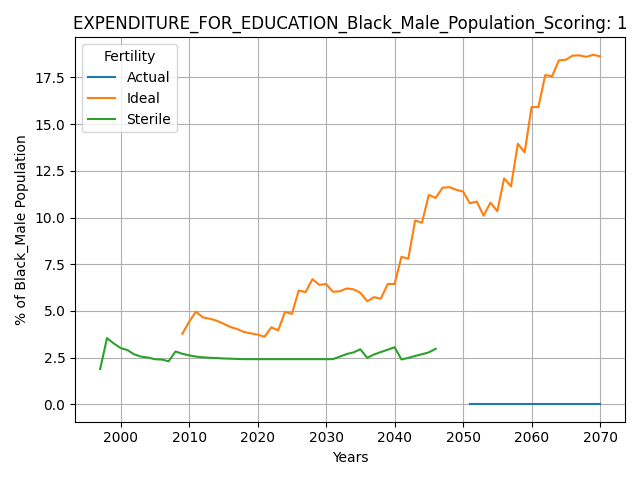 EXPENDITURE_FOR_EDUCATION_Black_Male_Population_Scoring: 1
Fertility
Actual
Ideal
Sterile
% of Black_Male Population
17.5
15.0
12.5
10.0
7.5
5.0
2.5
0.0
2000 2010 2020 2030 2040 2050 2060 2070
Years